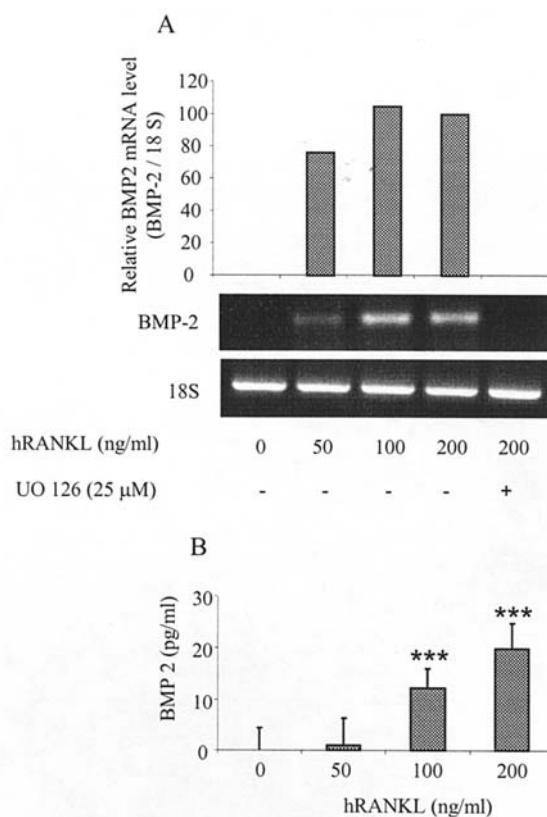 A
Relative BMP2 mRNA level
(BMP-2 / 18 S)
120
100
80
60
40
20
0
BMP-2
18S
hRANKL (ng/ml) 0 50 100 200 200
UO 126 (25 µM) - - - - +
B
BMP 2 (pg/ml)
30
20
10
0
*** ***
0 50 100 200
hRANKL (ng/ml)